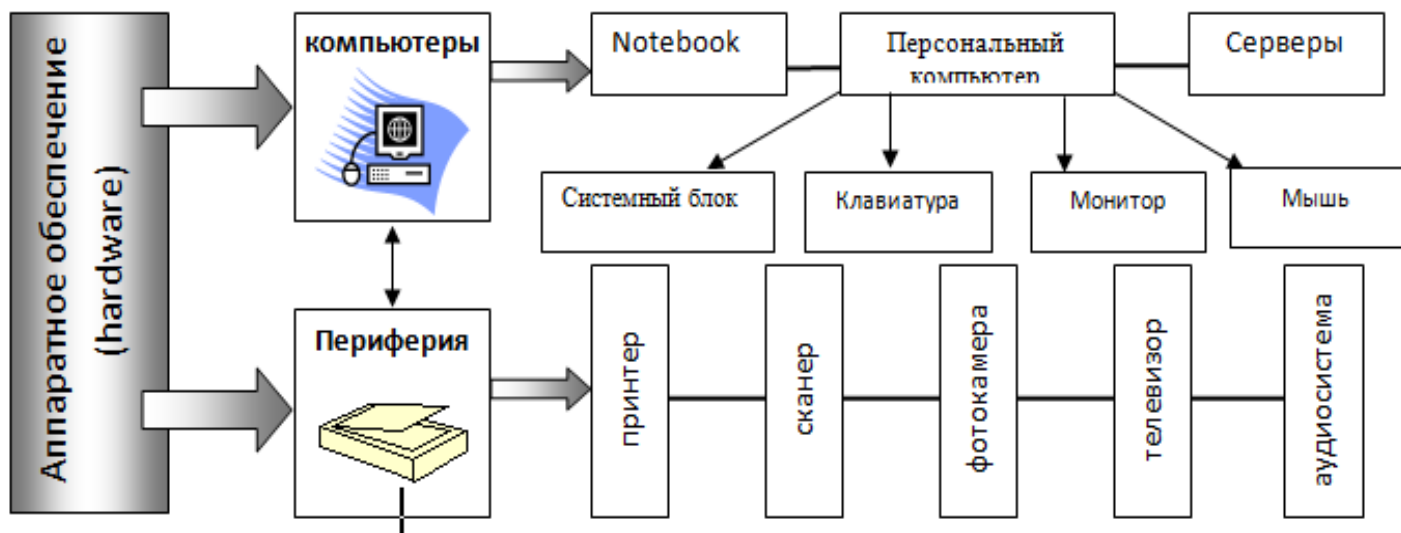 Аппаратное обеспечение
(hardware)
компьютеры
Notebook
Персональный
компьютер
Серверы
Системный блок
Клавиатура
Монитор
Мышь
Периферия
принтер
сканер
фотокамера
телевизор
аудиосистема